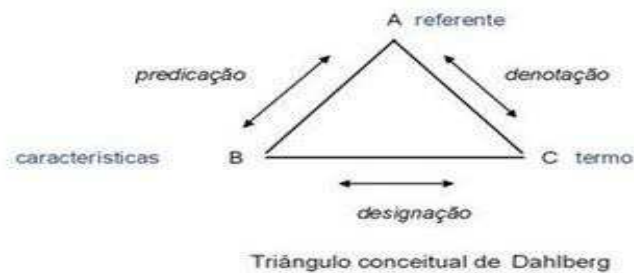 A referente
predicação
denotação
características B
C termo
designação
Triângulo conceitual de Dahlberg